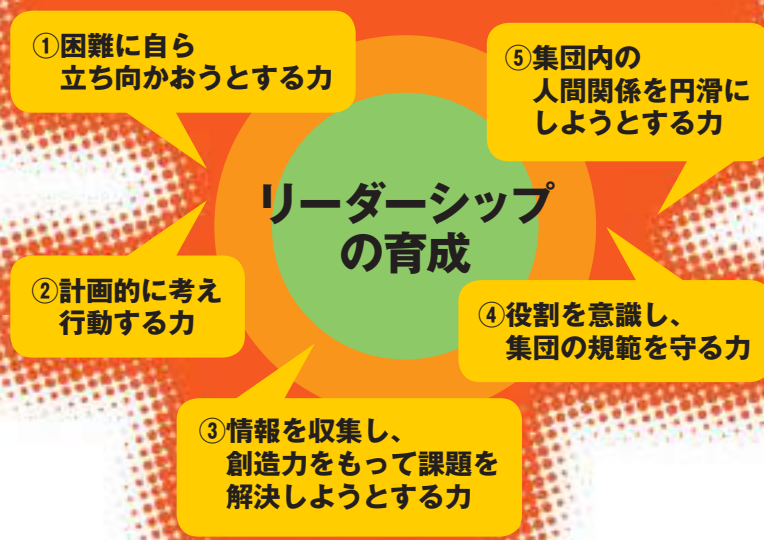 リーダーシップ
の育成
①困難に自ら
立ち向かおうとする力
②計画的に考え
行動する力
③情報を収集し、
創造力をもって課題を
解決しようとする力
④役割を意識し、
集団の規範を守る力
⑤集団内の
人間関係を円滑に
しようとする力